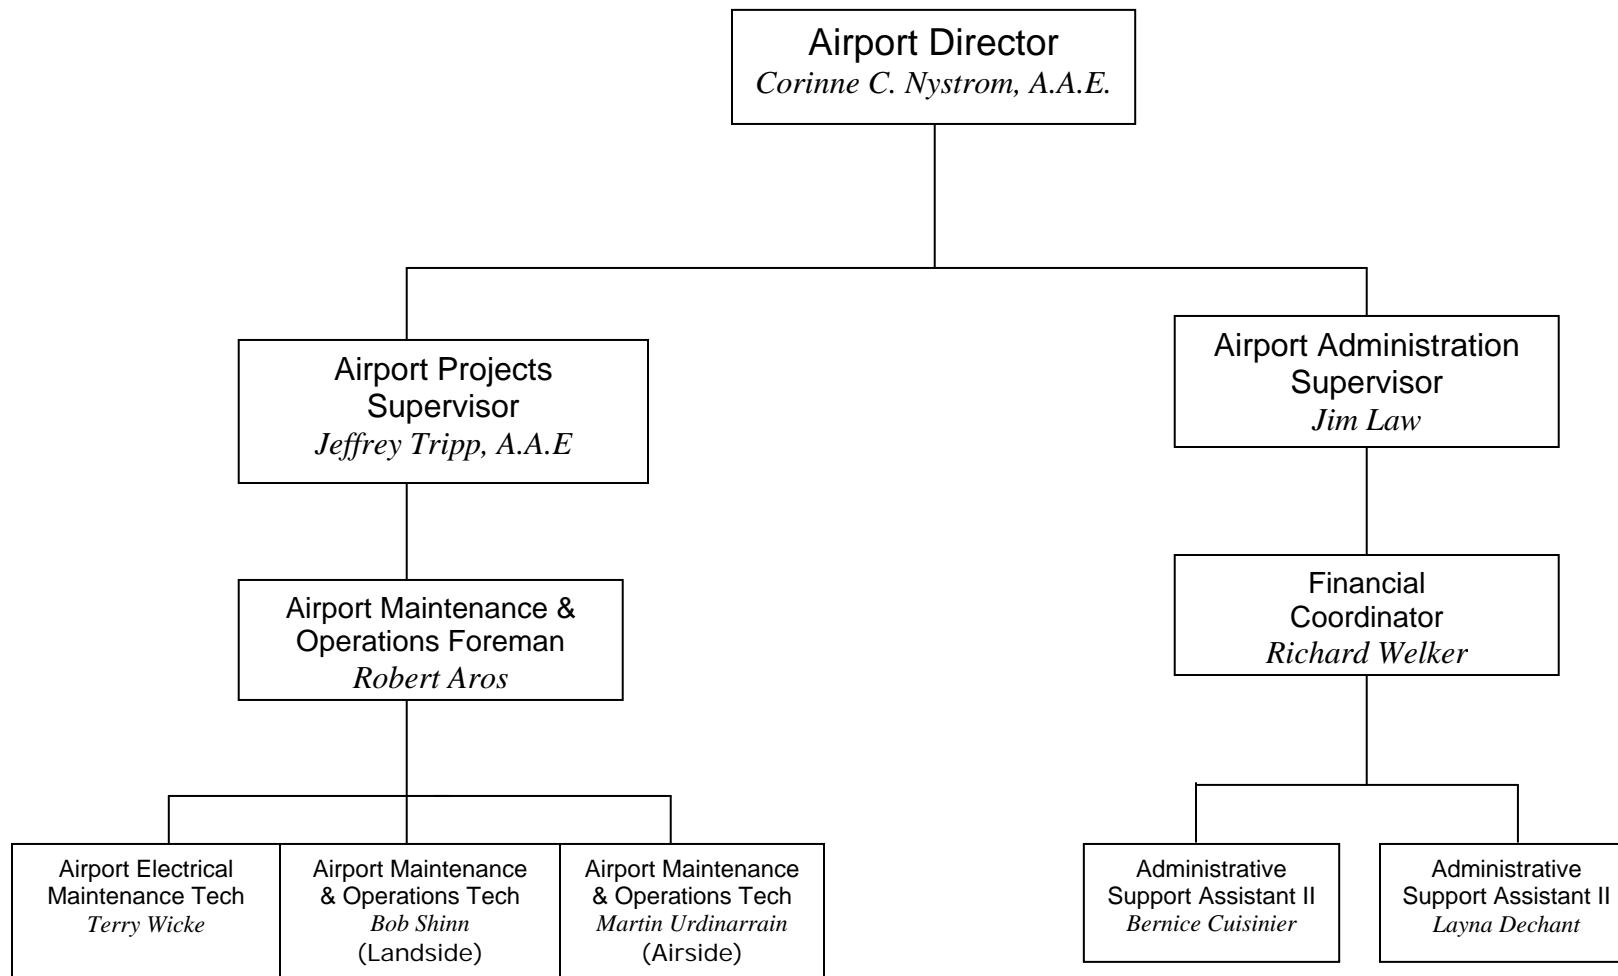 Airport Director
Corinne C. Nystrom, A.A.E.
Airport Projects
Supervisor
Jeffrey Tripp, A.A.E
Airport Administration
Supervisor
Jim Law
Airport Maintenance &
Operations Foreman
Robert Aros
Financial
Coordinator
Richard Welker
Airport Electrical
Maintenance Tech
Terry Wicke
Airport Maintenance
& Operations Tech
Bob Shinn
(Landside)
Airport Maintenance
& Operations Tech
Martin Urdinarrain
(Airside)
Administrative
Support Assistant II
Bernice Cuisinier
Administrative
Support Assistant II
Layna Dechant